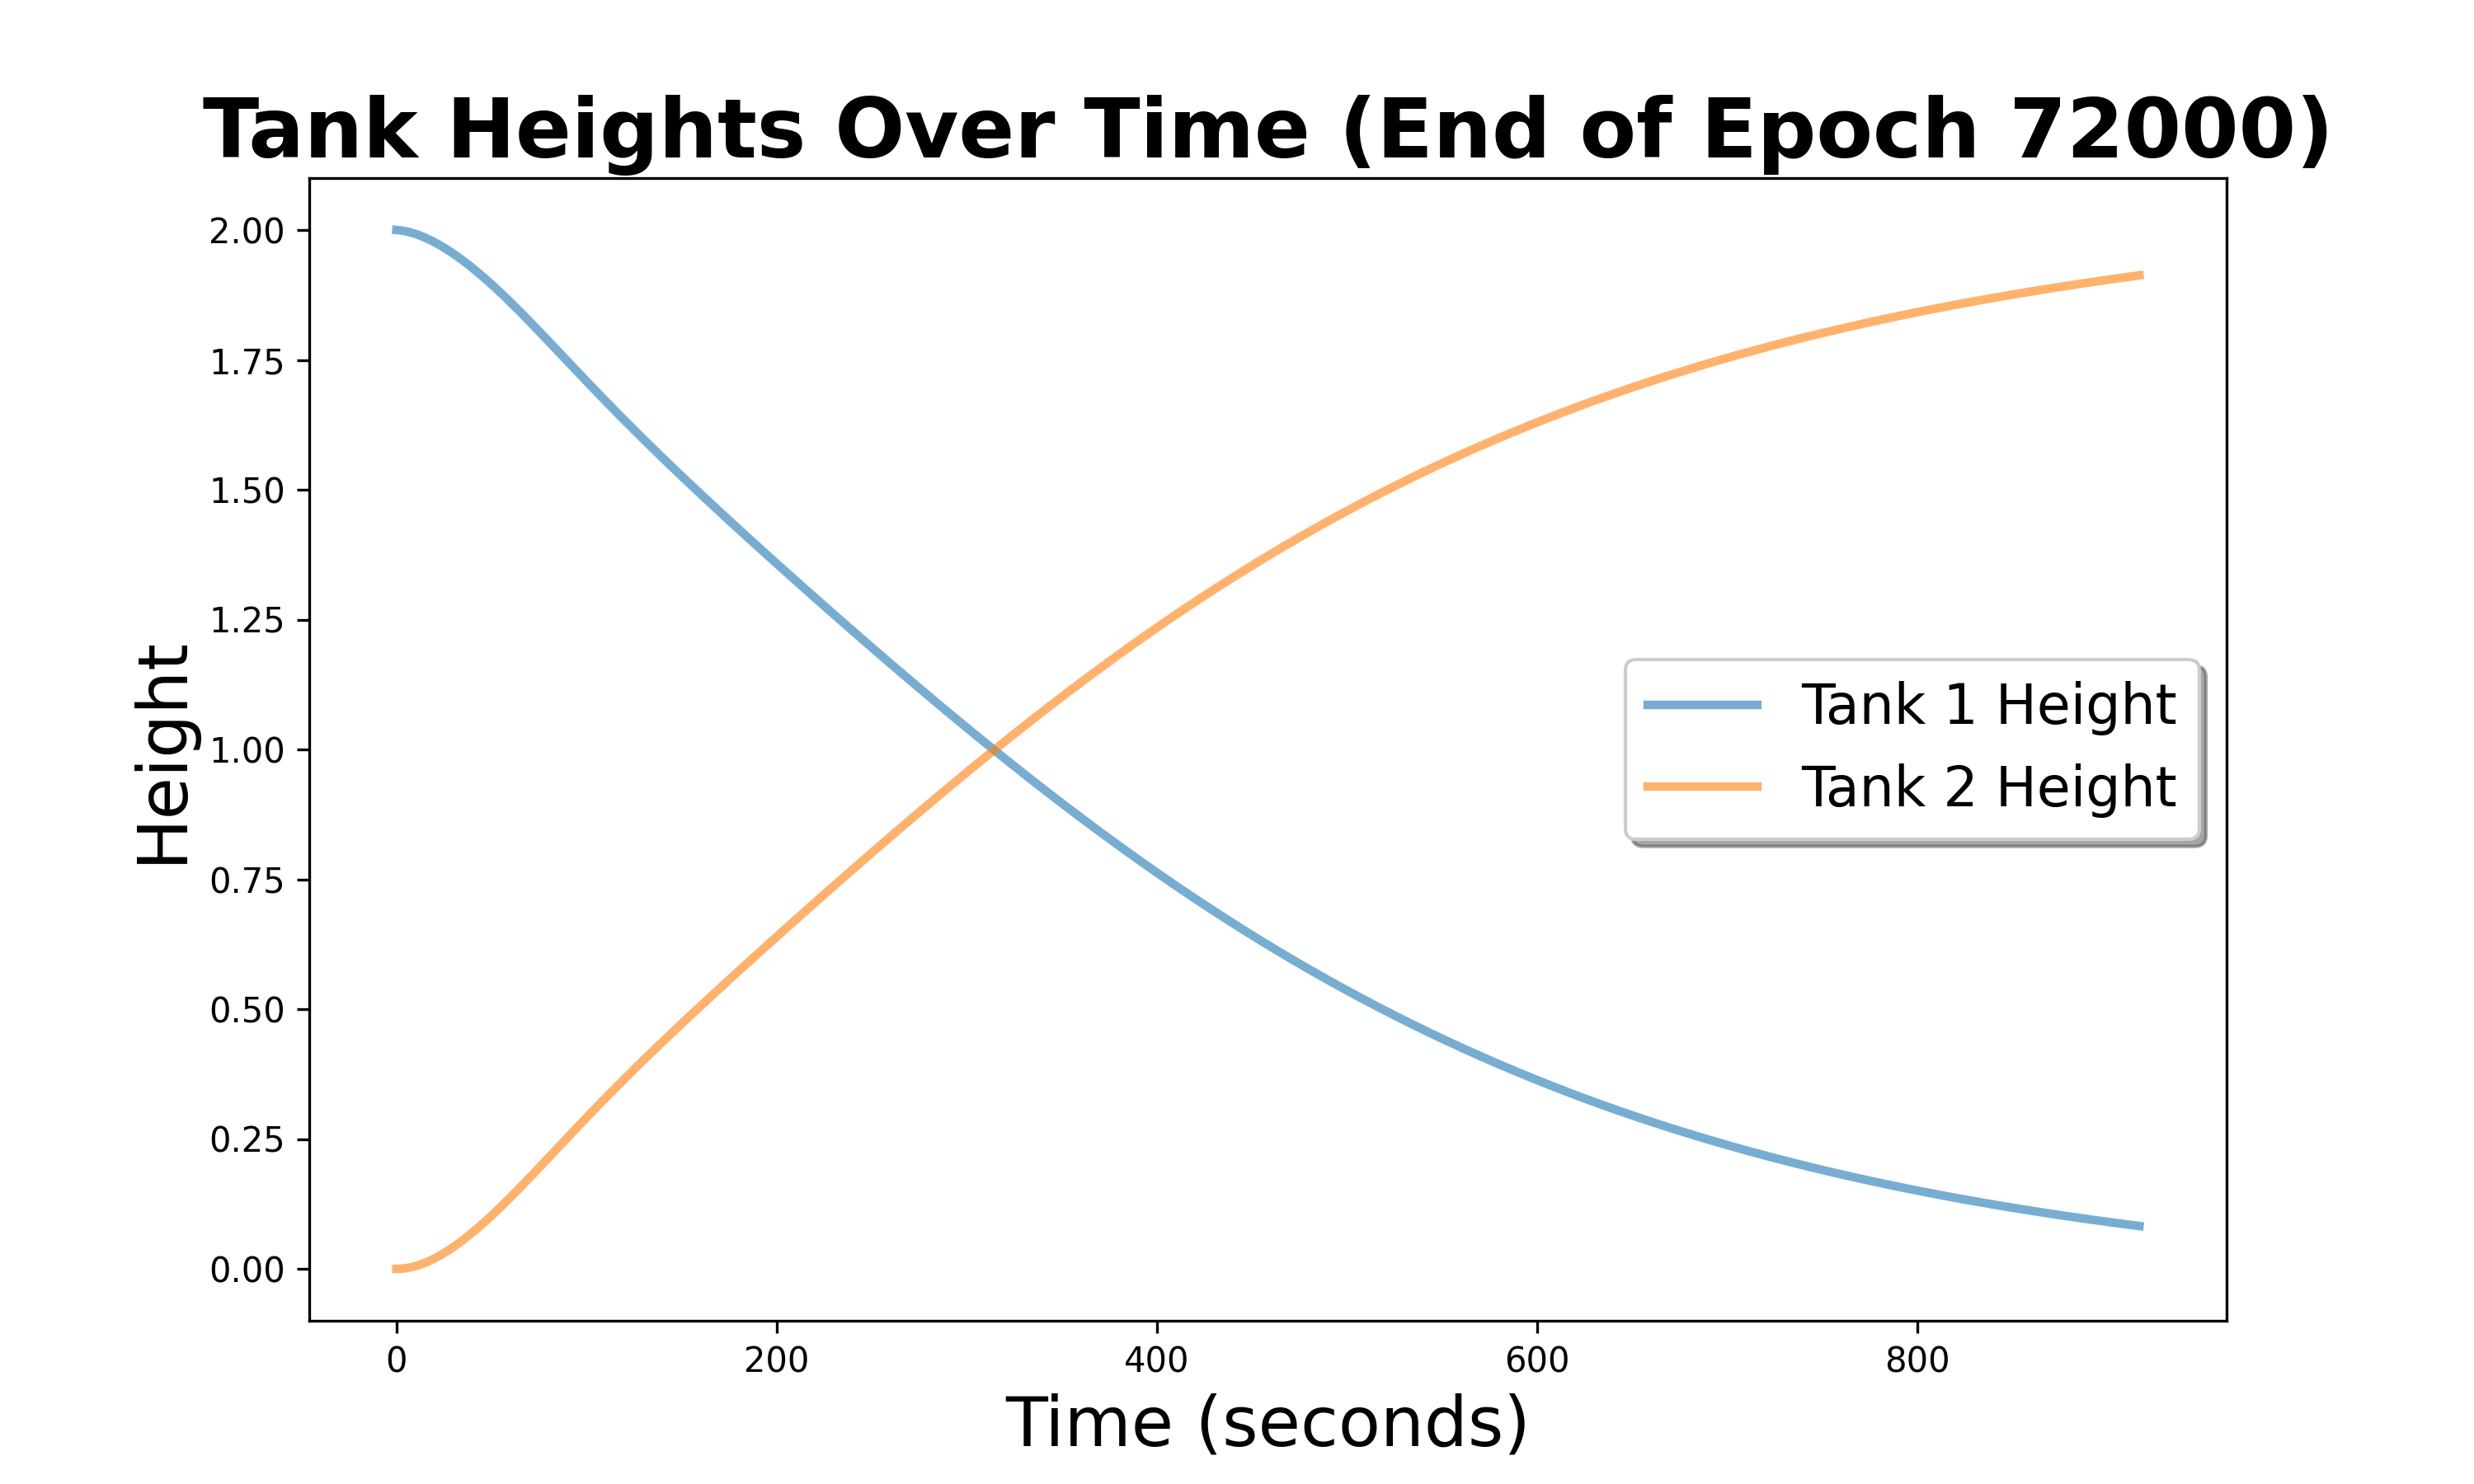 Tank Heights Over Time (End of Epoch 72000)
2.00
1.75
1.50
1.25
1.00
0.75
0.50
0.25
0.00
Height
Tank 1 Height
Tank 2 Height
0 200 400 600 800
Time (seconds)